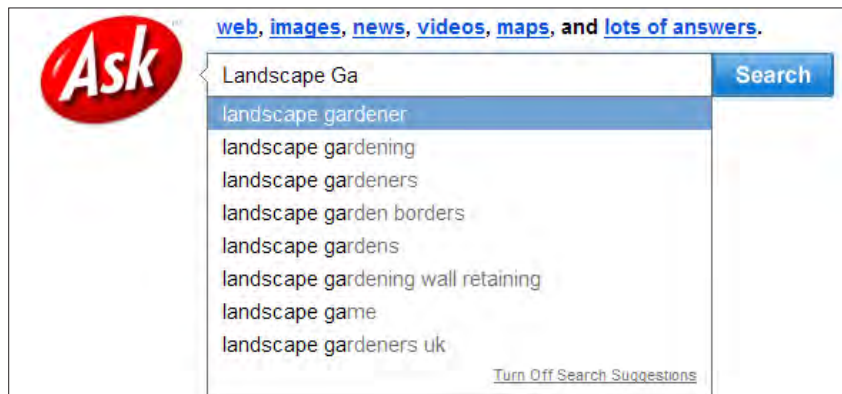 web, images, news, videos, maps, and lots of answers.
Ask
Landscape Ga
Search
landscape gardener
landscape gardening
landscape gardeners
landscape garden borders
landscape gardens
landscape gardening wall retaining
landscape game
landscape gardeners uk
Turn Off Search Suggestions